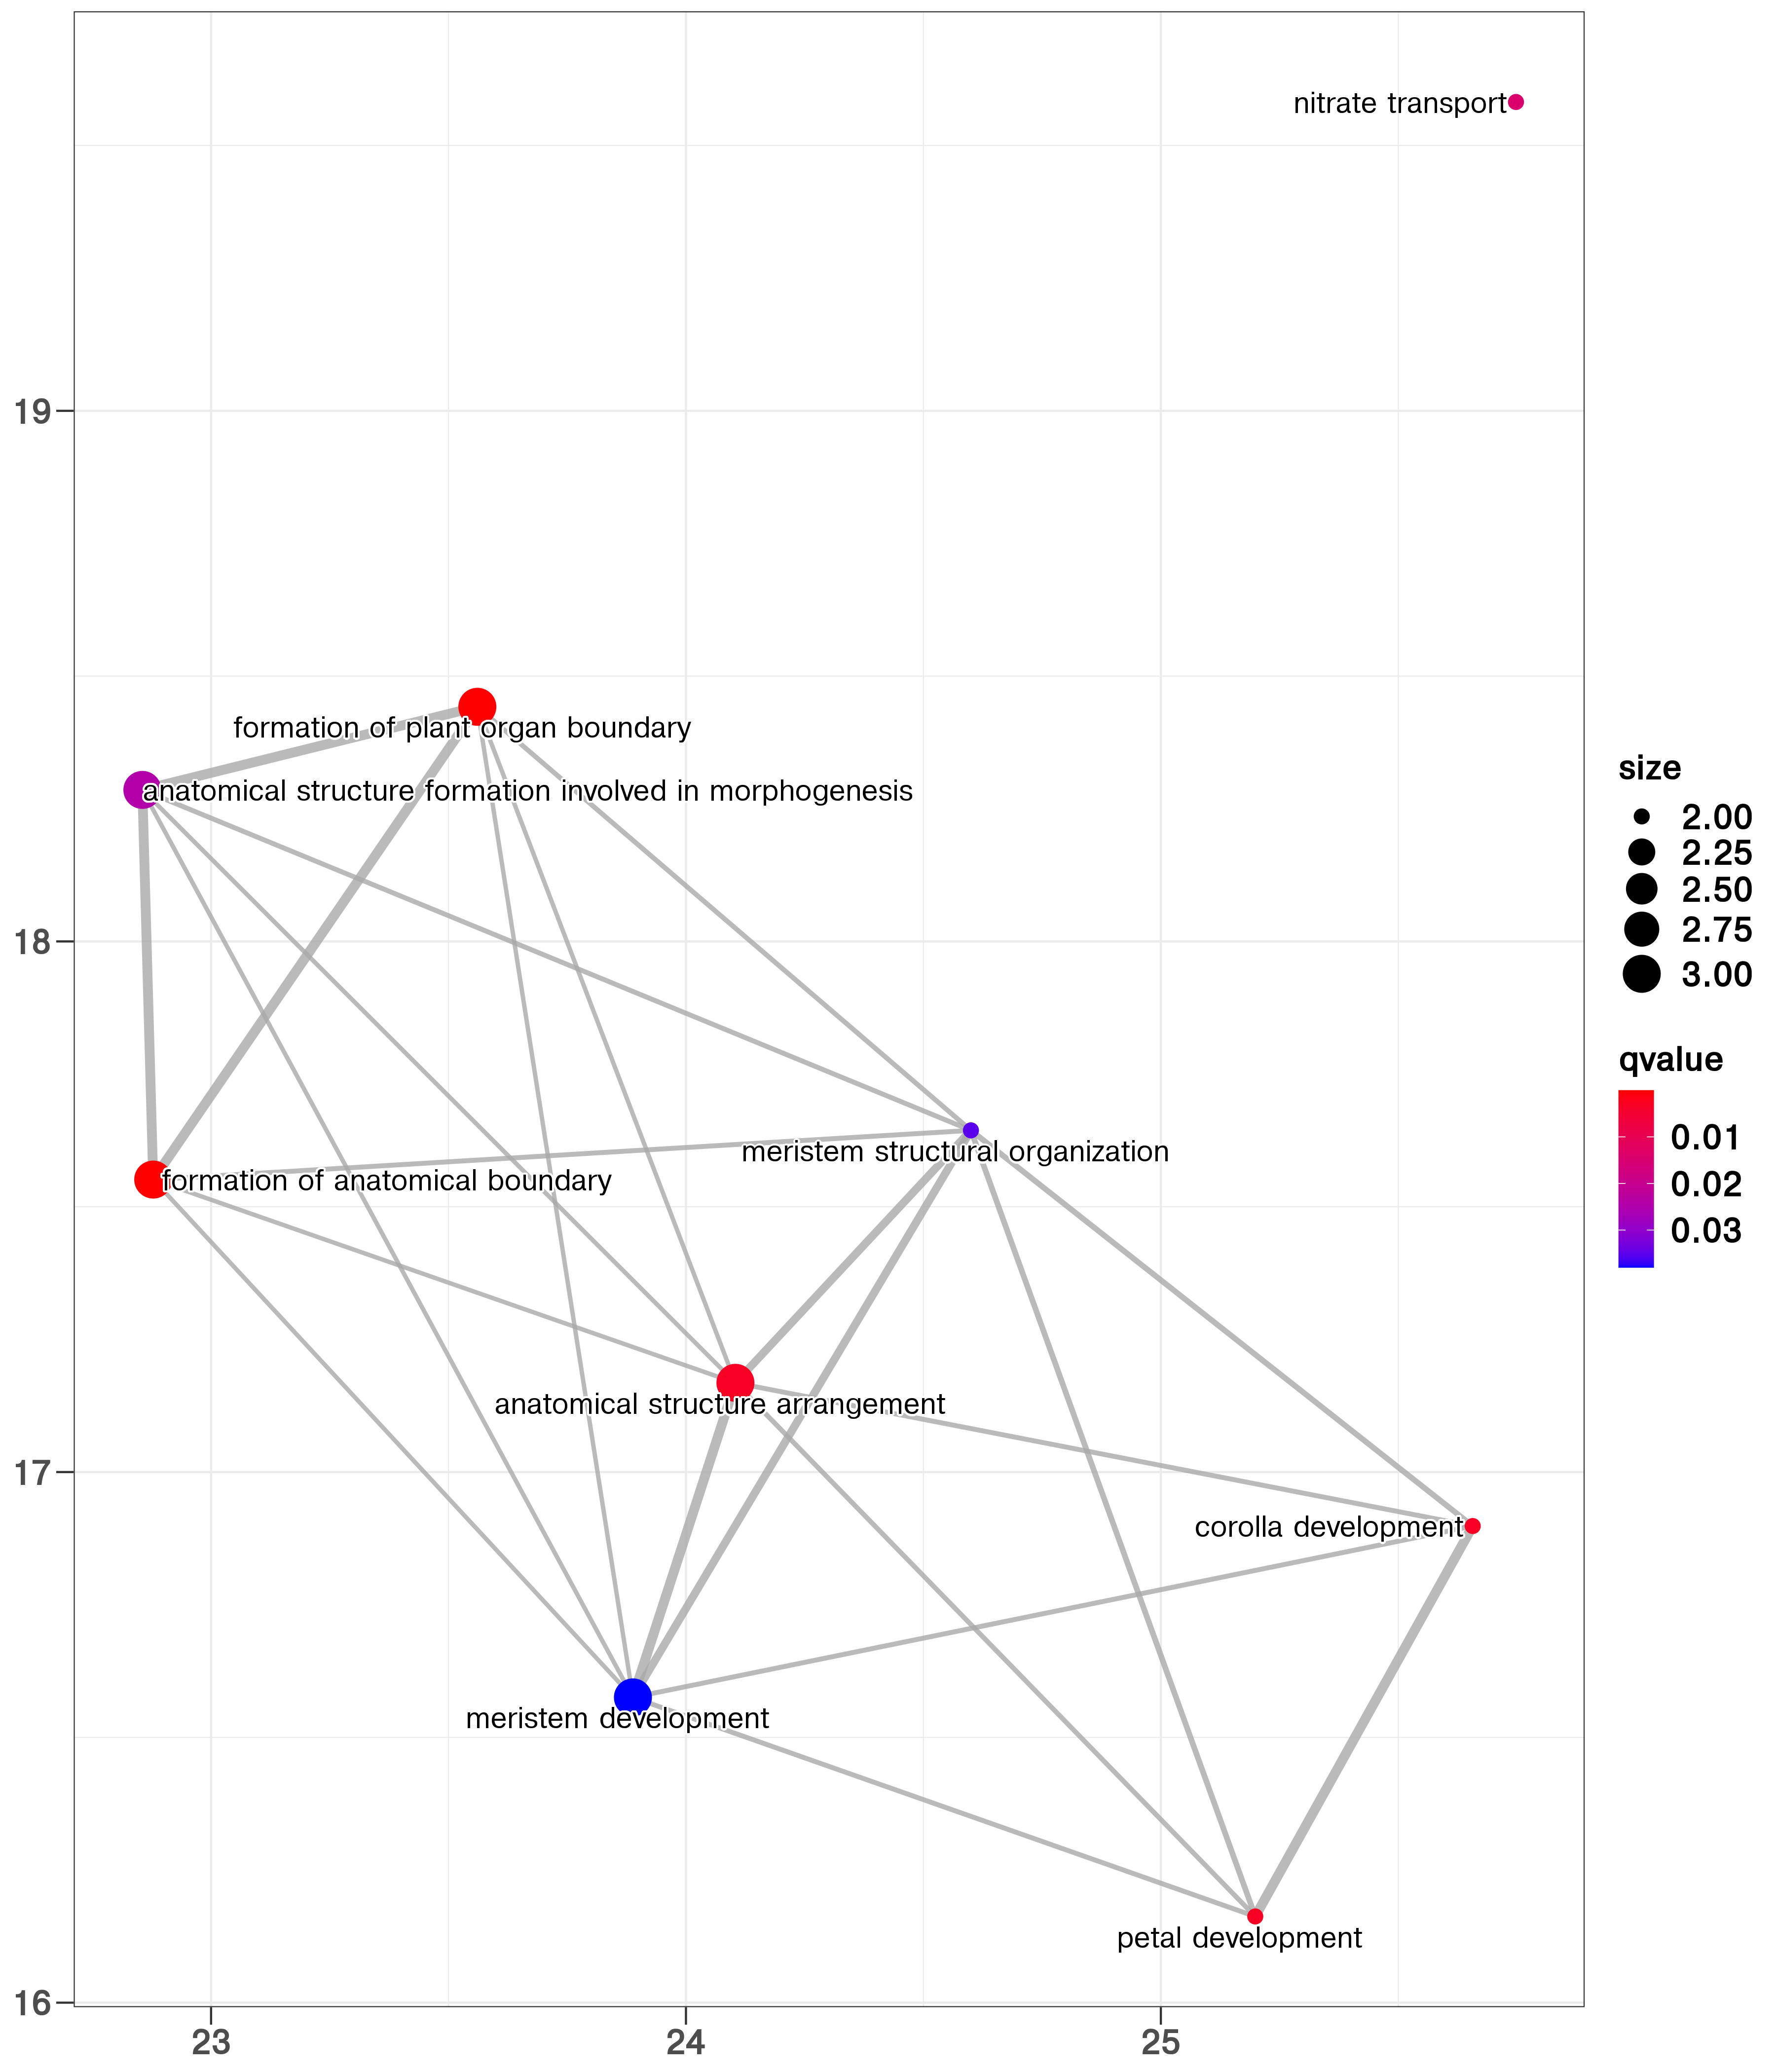 nitrate transport
19
formation of plant organ boundary
anatomical structure formation involved in morphogenesis
18
meristem structural organization
formation of anatomical boundary
anatomical structure arrangement
17
corolla development
meristem development
petal development
16
23
24
25
size
2.00
2.25
2.50
2.75
3.00
qvalue
0.01
0.02
0.03